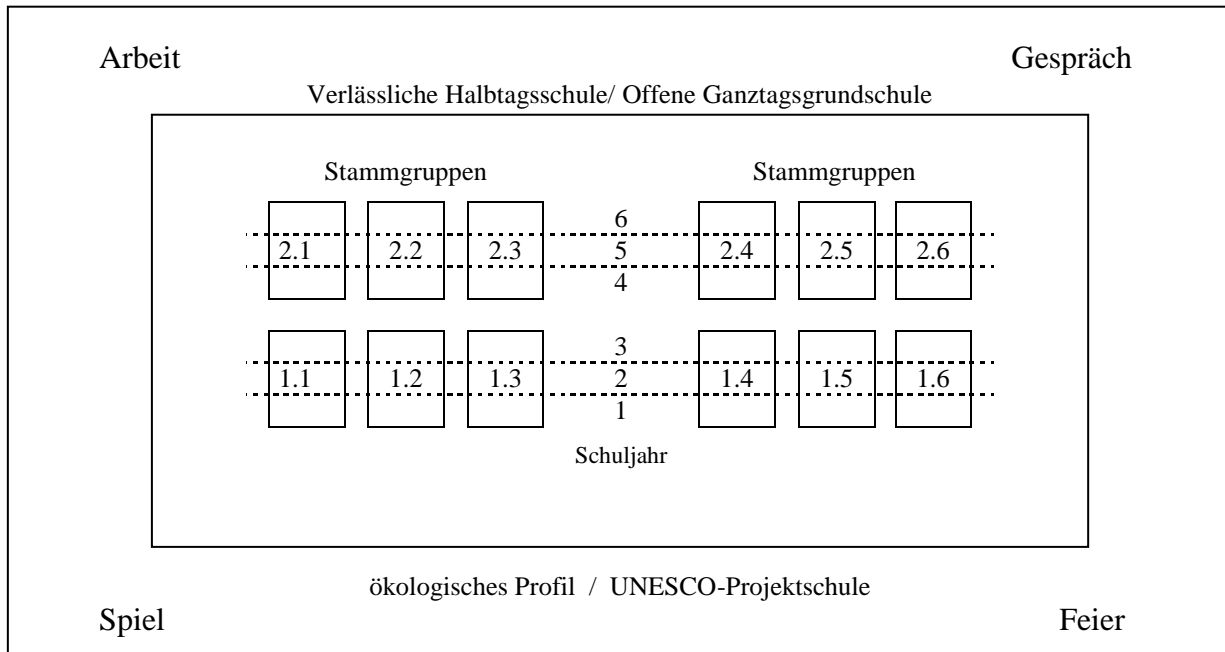 Arbeit Gespräch
Verlässliche Halbtagsschule/ Offene Ganztagsgrundschule
Stammgruppen Stammgruppen
6
2.1 2.2 2.3 5 2.4 2.5 2.6
4
3
1.1 1.2 1.3 2 1.4 1.5 1.6
1
Schuljahr
ökologisches Profil / UNESCO-Projektschule
Spiel Feier